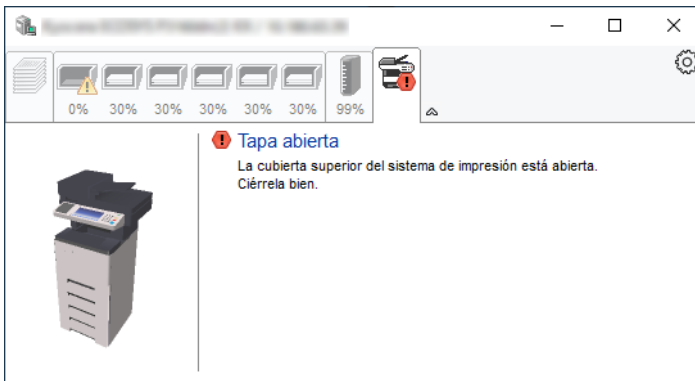 0%
30%
30%
30%
30%
30%
99%
Tapa abierta
La cubierta superior del sistema de impresión está abierta.
Ciérrela bien.